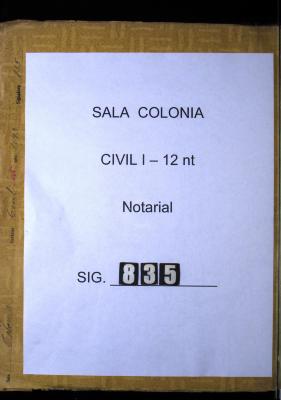 SALA COLONIA
CIVIL I – 12 nt
Notarial
SIG. 835